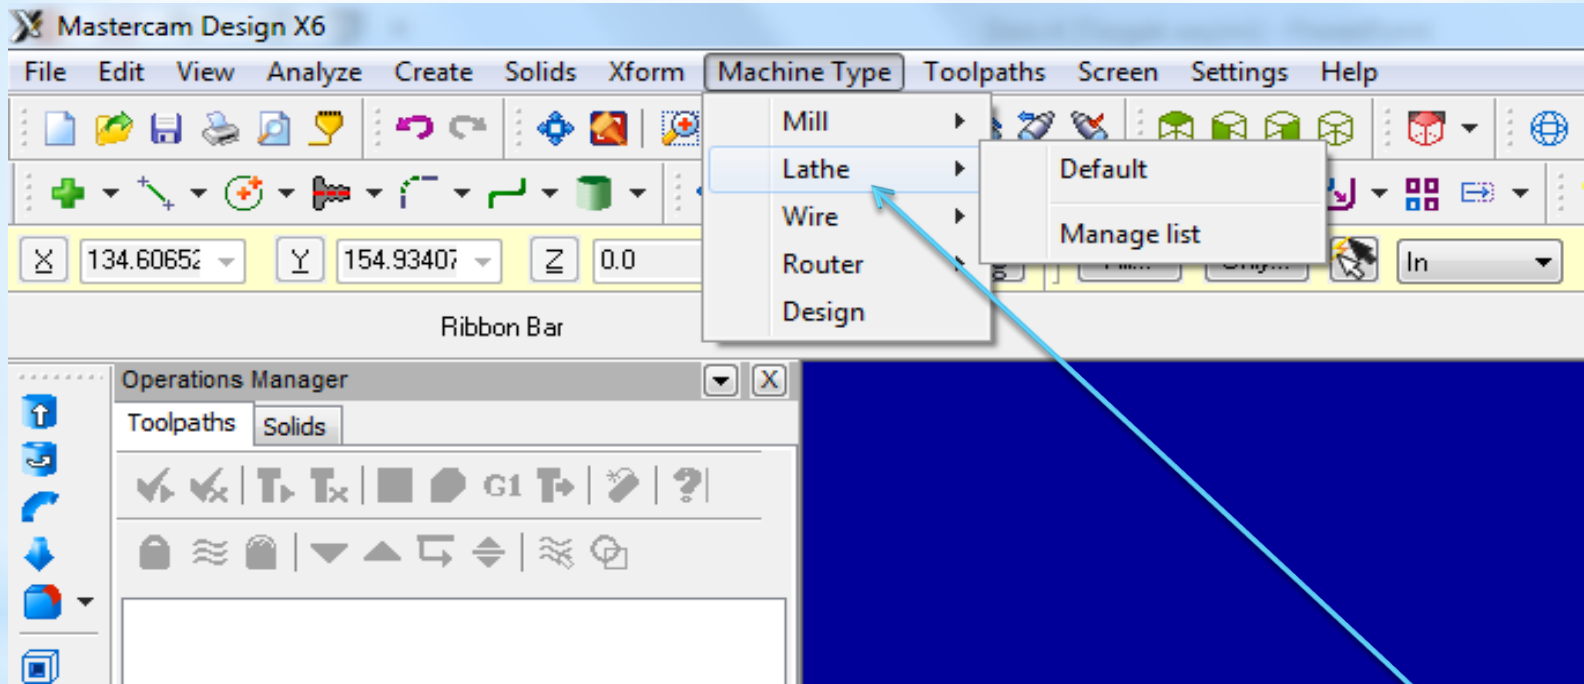 Mastercam Design X6
File Edit View Analyze Create Solids Xform Machine Type Toolpaths Screen Settings Help
Mill
Lathe
Default
Wire
Manage list
X 134.60652 Y 154.93407 Z 0.0
In
Router
Design
Ribbon Bar
Operations Manager
X
Toolpaths Solids
G1